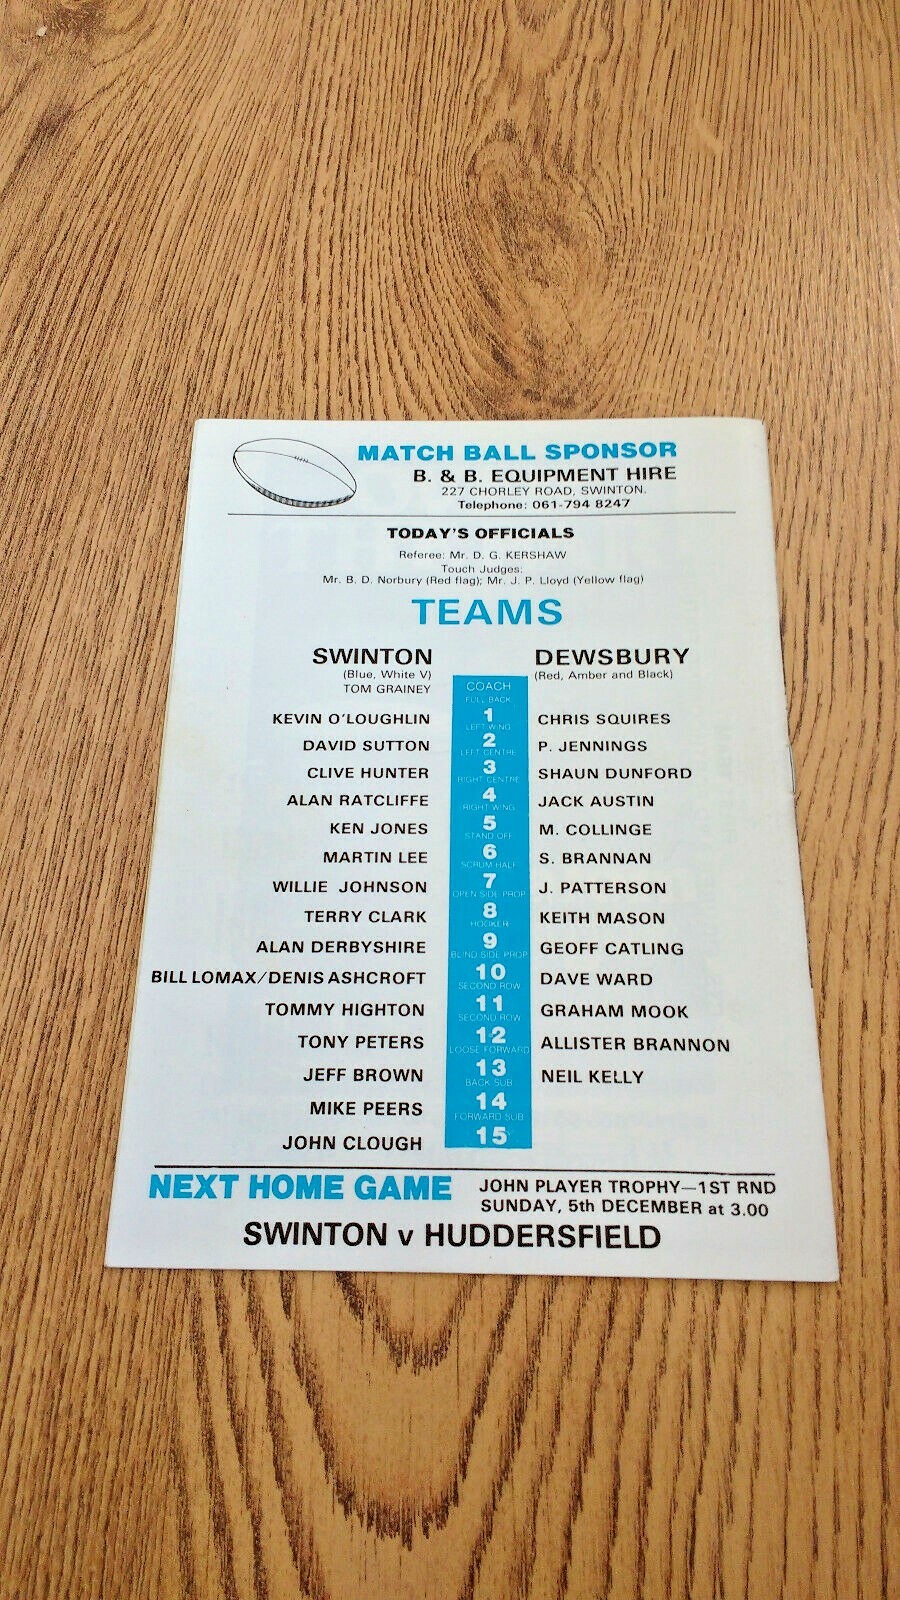 MATCH BALL SPONSOR
B. & B. EQUIPMENT HIRE
227 CHORLEY ROAD, SWINTON.
Telephone: 061-794 8247
TODAY'S OFFICIALS
Referee: Mr. D. G. KERSHAW
Touch Judges:
Mr. B. D. Norbury (Red flag); Mr. J. P. Lloyd (Yellow flag)
TEAMS
SWINTON DEWSBURY
(Blue, White V) (Red, Amber and Black)
TOM GRAINEY COACH
FULL BACK
KEVIN O'LOUGHLIN 1 CHRIS SQUIRES
LEFT WING
DAVID SUTTON 2 P. JENNINGS
LEFT CENTRE
CLIVE HUNTER 3 SHAUN DUNFORD
RIGHT CENTRE
ALAN RATCLIFFE 4 JACK AUSTIN
RIGHT WING
KEN JONES 5 M. COLLINGE
STAND OFF
MARTIN LEE 6 S. BRANNAN
SCRUM HALF
WILLIE JOHNSON 7 J. PATTERSON
OPEN SIDE PROP
TERRY CLARK 8 KEITH MASON
HOOKER
ALAN DERBYSHIRE 9 GEOFF CATLING
BLIND SIDE PROP
BILL LOMAX/DENIS ASHCROFT 10 DAVE WARD
SECOND ROW
TOMMY HIGHTON 11 GRAHAM MOOK
SECOND ROW
TONY PETERS 12 ALLISTER BRANNON
LOOSE FORWARD
JEFF BROWN 13 NEIL KELLY
BACK SUB
MIKE PEERS 14
FORWARD SUB
JOHN CLOUGH 15
NEXT HOME GAME JOHN PLAYER TROPHY—1ST RND
SUNDAY, 5th DECEMBER at 3.00
SWINTON v HUDDERSFIELD